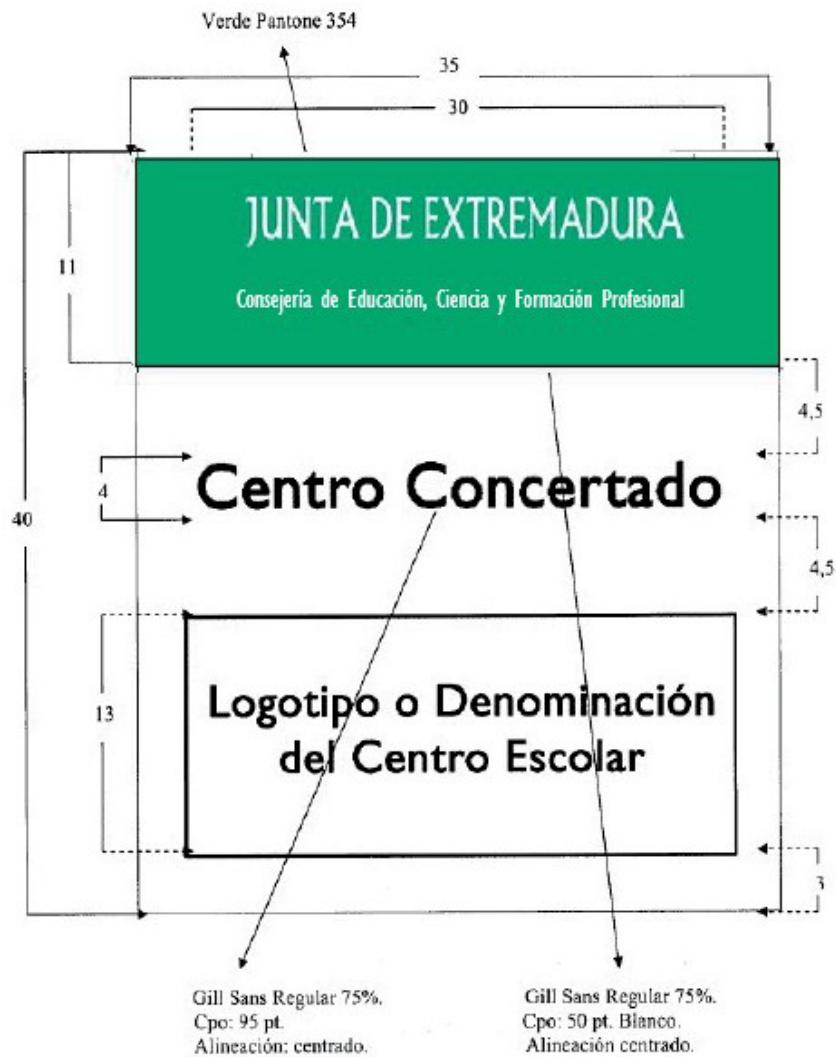 Verde Pantone 354
35
30
JUNTA DE EXTREMADURA
11
Consejería de Educación, Ciencia y Formación Profesional
4,5
Centro Concertado
4
40
4,5
Logotipo o Denominación
13
del Centro Escolar
3
Gill Sans Regular 75%.
Cpo: 95 pt.
Alineación: centrado.
Gill Sans Regular 75%.
Cpo: 50 pt. Blanco.
Alineación centrado.